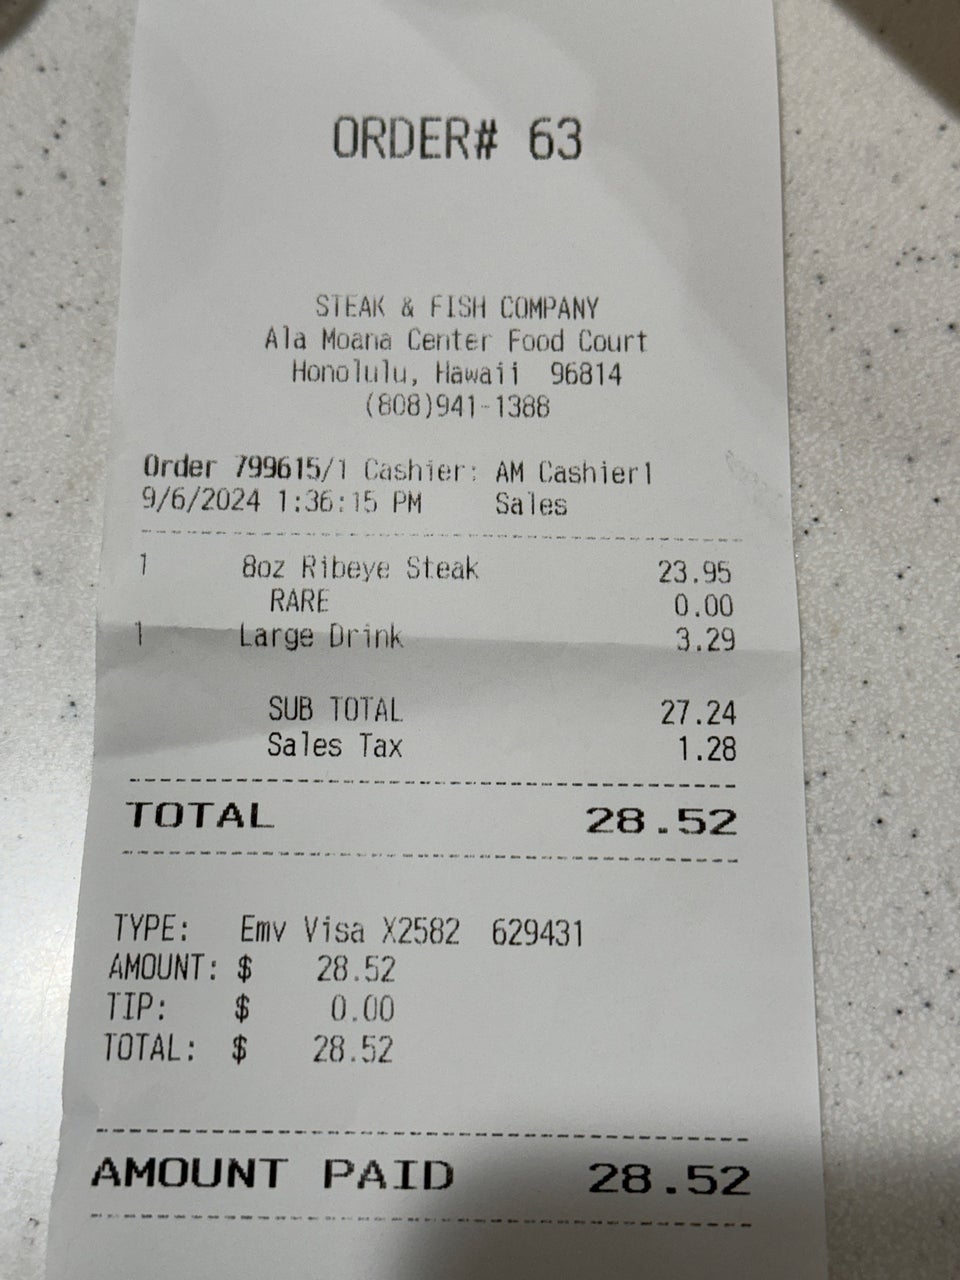 ORDER# 63
STEAK & FISH COMPANY
Ala Moana Center Food Court
Honolulu, Hawaii 96814
(808)941-1388
Order 799615/1 Cashier: AM Cashier1
9/6/2024 1:36:15 PM Sales
1 8oz Ribeye Steak 23.95
RARE 0.00
1 Large Drink 3.29
SUB TOTAL 27.24
Sales Tax 1.28
TOTAL 28.52
TYPE: Emv Visa X2582 629431
AMOUNT: $ 28.52
TIP: $ 0.00
TOTAL: $ 28.52
AMOUNT PAID 28.52